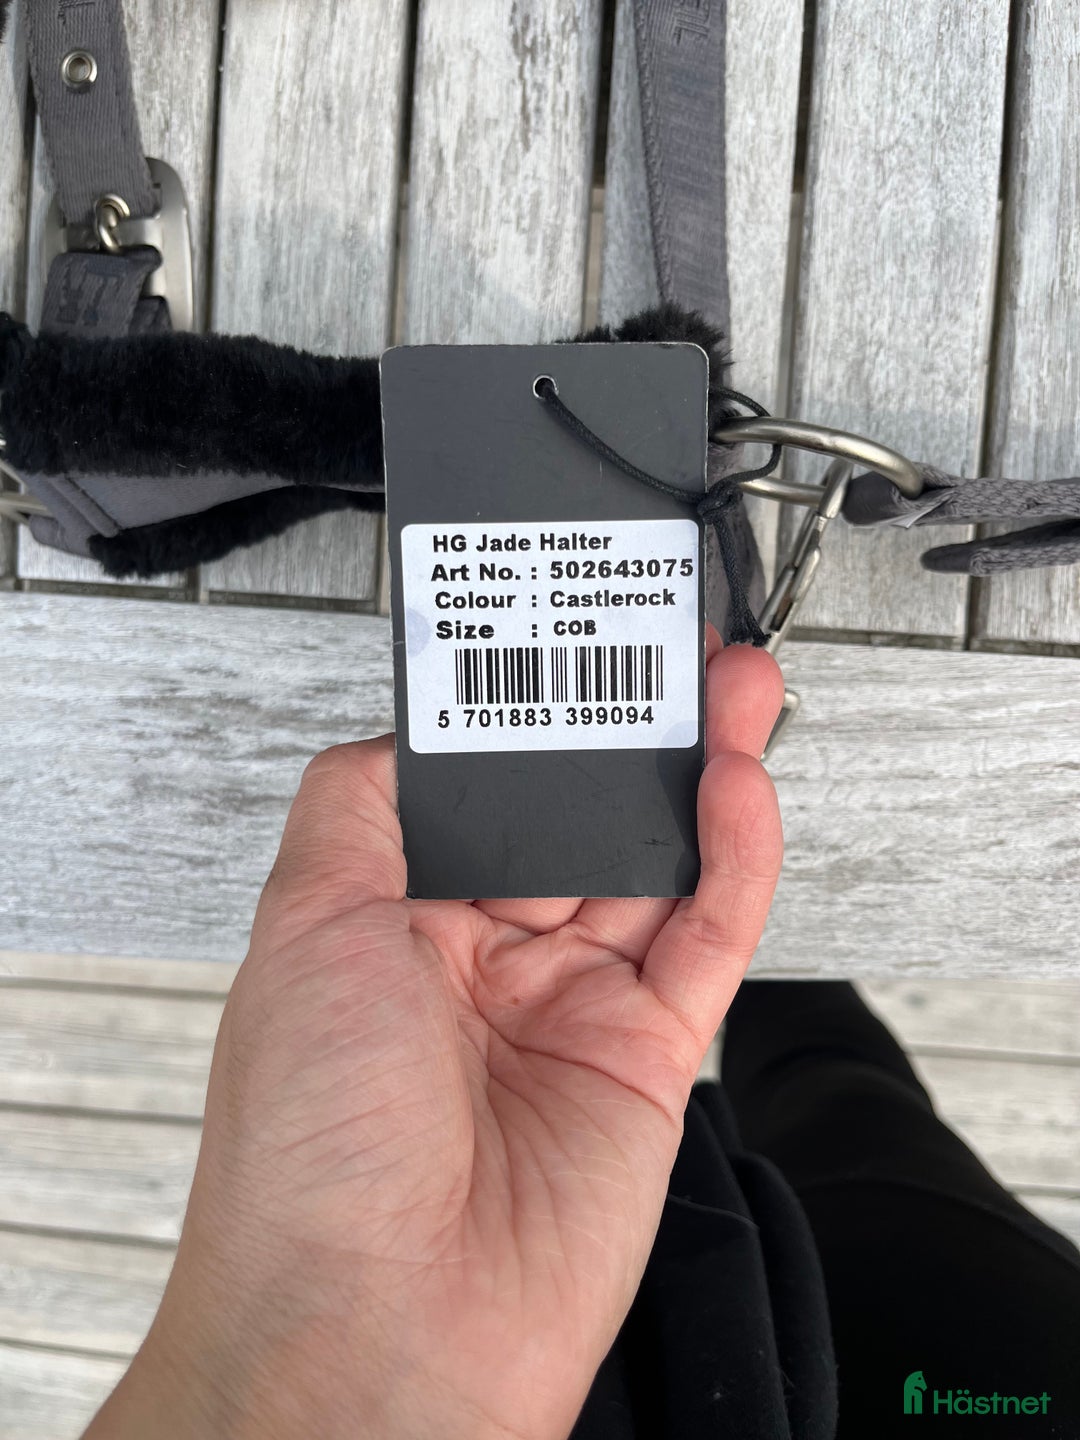 HG Jade Halter
Art No. : 502643075
Colour : Castlerock
Size : COB
5 701883 399094
Hästnet